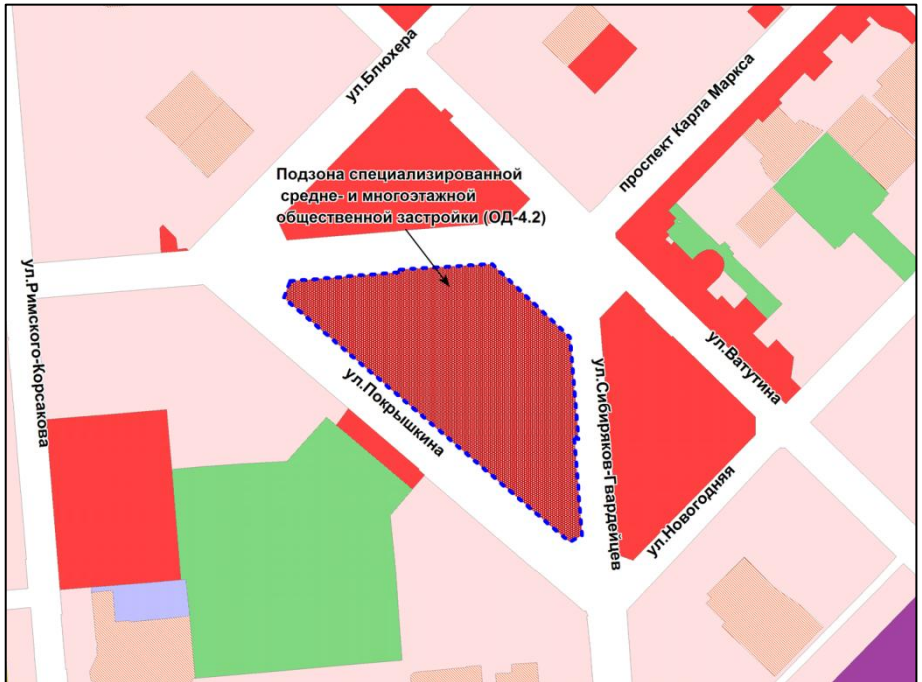 ул.Блюхера
проспект Карла Маркса
Подзона специализированной
средне- и многоэтажной
общественной застройки (ОД-4.2)
ул.Римского-Корсакова
ул.Покрышкина
ул.Сибиряков-Гвардейцев
ул.Ватутина
ул.Новогодняя